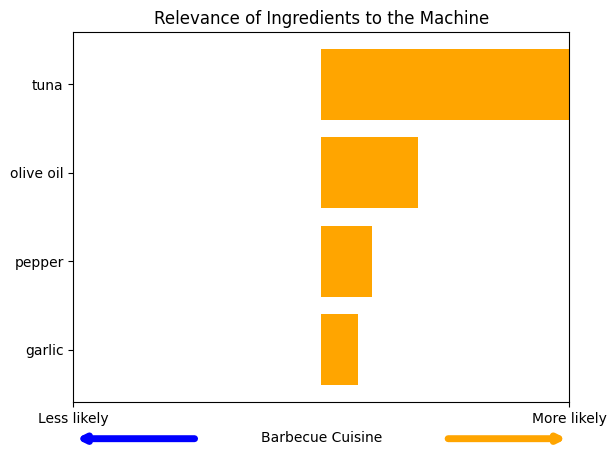 Relevance of Ingredients to the Machine
tuna
olive oil
pepper
garlic
Less likely
More likely
Barbecue Cuisine